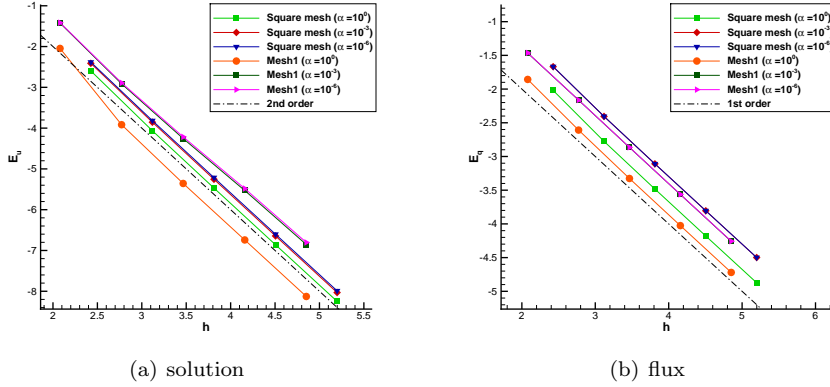 Square mesh (α=10⁰)
Square mesh (α=10⁻³)
Square mesh (α=10⁻⁶)
Mesh1 (α=10⁰)
Mesh1 (α=10⁻³)
Mesh1 (α=10⁻⁶)
2nd order
-1
-2
-3
-4
-5
-6
-7
-8
E_u
2
2.5
3
3.5
4
4.5
5
5.5
h
(a) solution
Square mesh (α=10⁰)
Square mesh (α=10⁻³)
Square mesh (α=10⁻⁶)
Mesh1 (α=10⁰)
Mesh1 (α=10⁻³)
Mesh1 (α=10⁻⁶)
1st order
-1
-1.5
-2
-2.5
-3
-3.5
-4
-4.5
-5
E_q
2
3
4
5
6
h
(b) flux